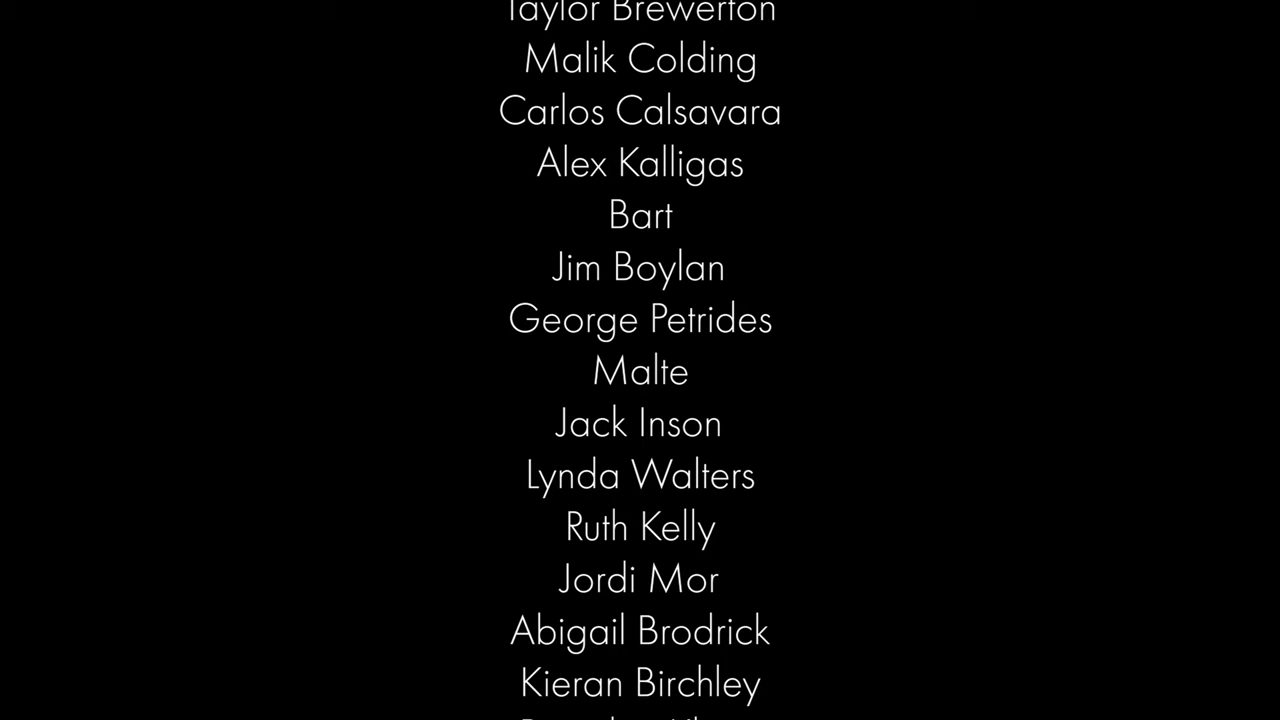 Taylor Brewerton
Malik Colding
Carlos Calsavara
Alex Kalligas
Bart
Jim Boylan
George Petrides
Malte
Jack Inson
Lynda Walters
Ruth Kelly
Jordi Mor
Abigail Brodrick
Kieran Birchley